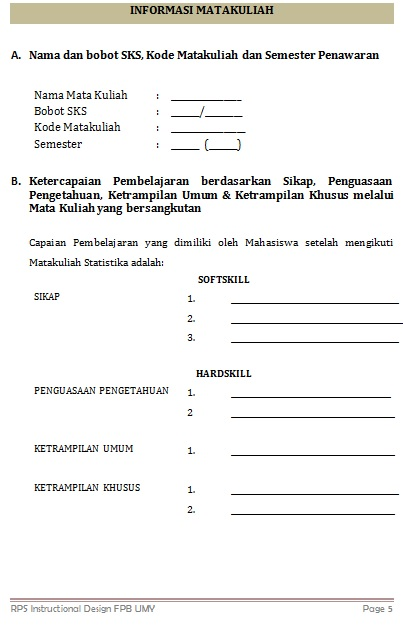 INFORMASI MATAKULIAH
A. Nama dan bobot SKS, Kode Matakuliah dan Semester Penawaran
Nama Mata Kuliah : ______________
Bobot SKS : _____/_______
Kode Matakuliah : ______________
Semester : _____ (_____)
B. Ketercapaian Pembelajaran berdasarkan Sikap, Penguasaan
Pengetahuan, Ketrampilan Umum & Ketrampilan Khusus melalui
Mata Kuliah yang bersangkutan
Capaian Pembelajaran yang dimiliki oleh Mahasiswa setelah mengikuti
Matakuliah Statistika adalah:
SOFTSKILL
SIKAP 1. ______________________________
2. ______________________________
3. ______________________________
HARDSKILL
PENGUASAAN PENGETAHUAN 1. ______________________________
2 ______________________________
KETRAMPILAN UMUM 1. ______________________________
KETRAMPILAN KHUSUS 1. ______________________________
2. ______________________________
RPS Instructional Design FPB UMY Page 5